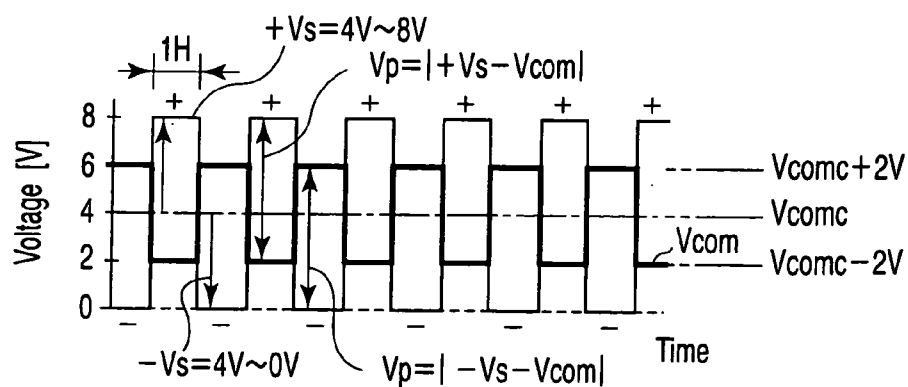 +Vs=4V~8V
1H
Vp=|+Vs-Vcom|
Voltage [V]
8
6
4
2
0
+ + + + + +
Vcomc+2V
Vcomc
Vcom
Vcomc-2V
- - - - - -
Time
-Vs=4V~0V
Vp=| -Vs-Vcom|